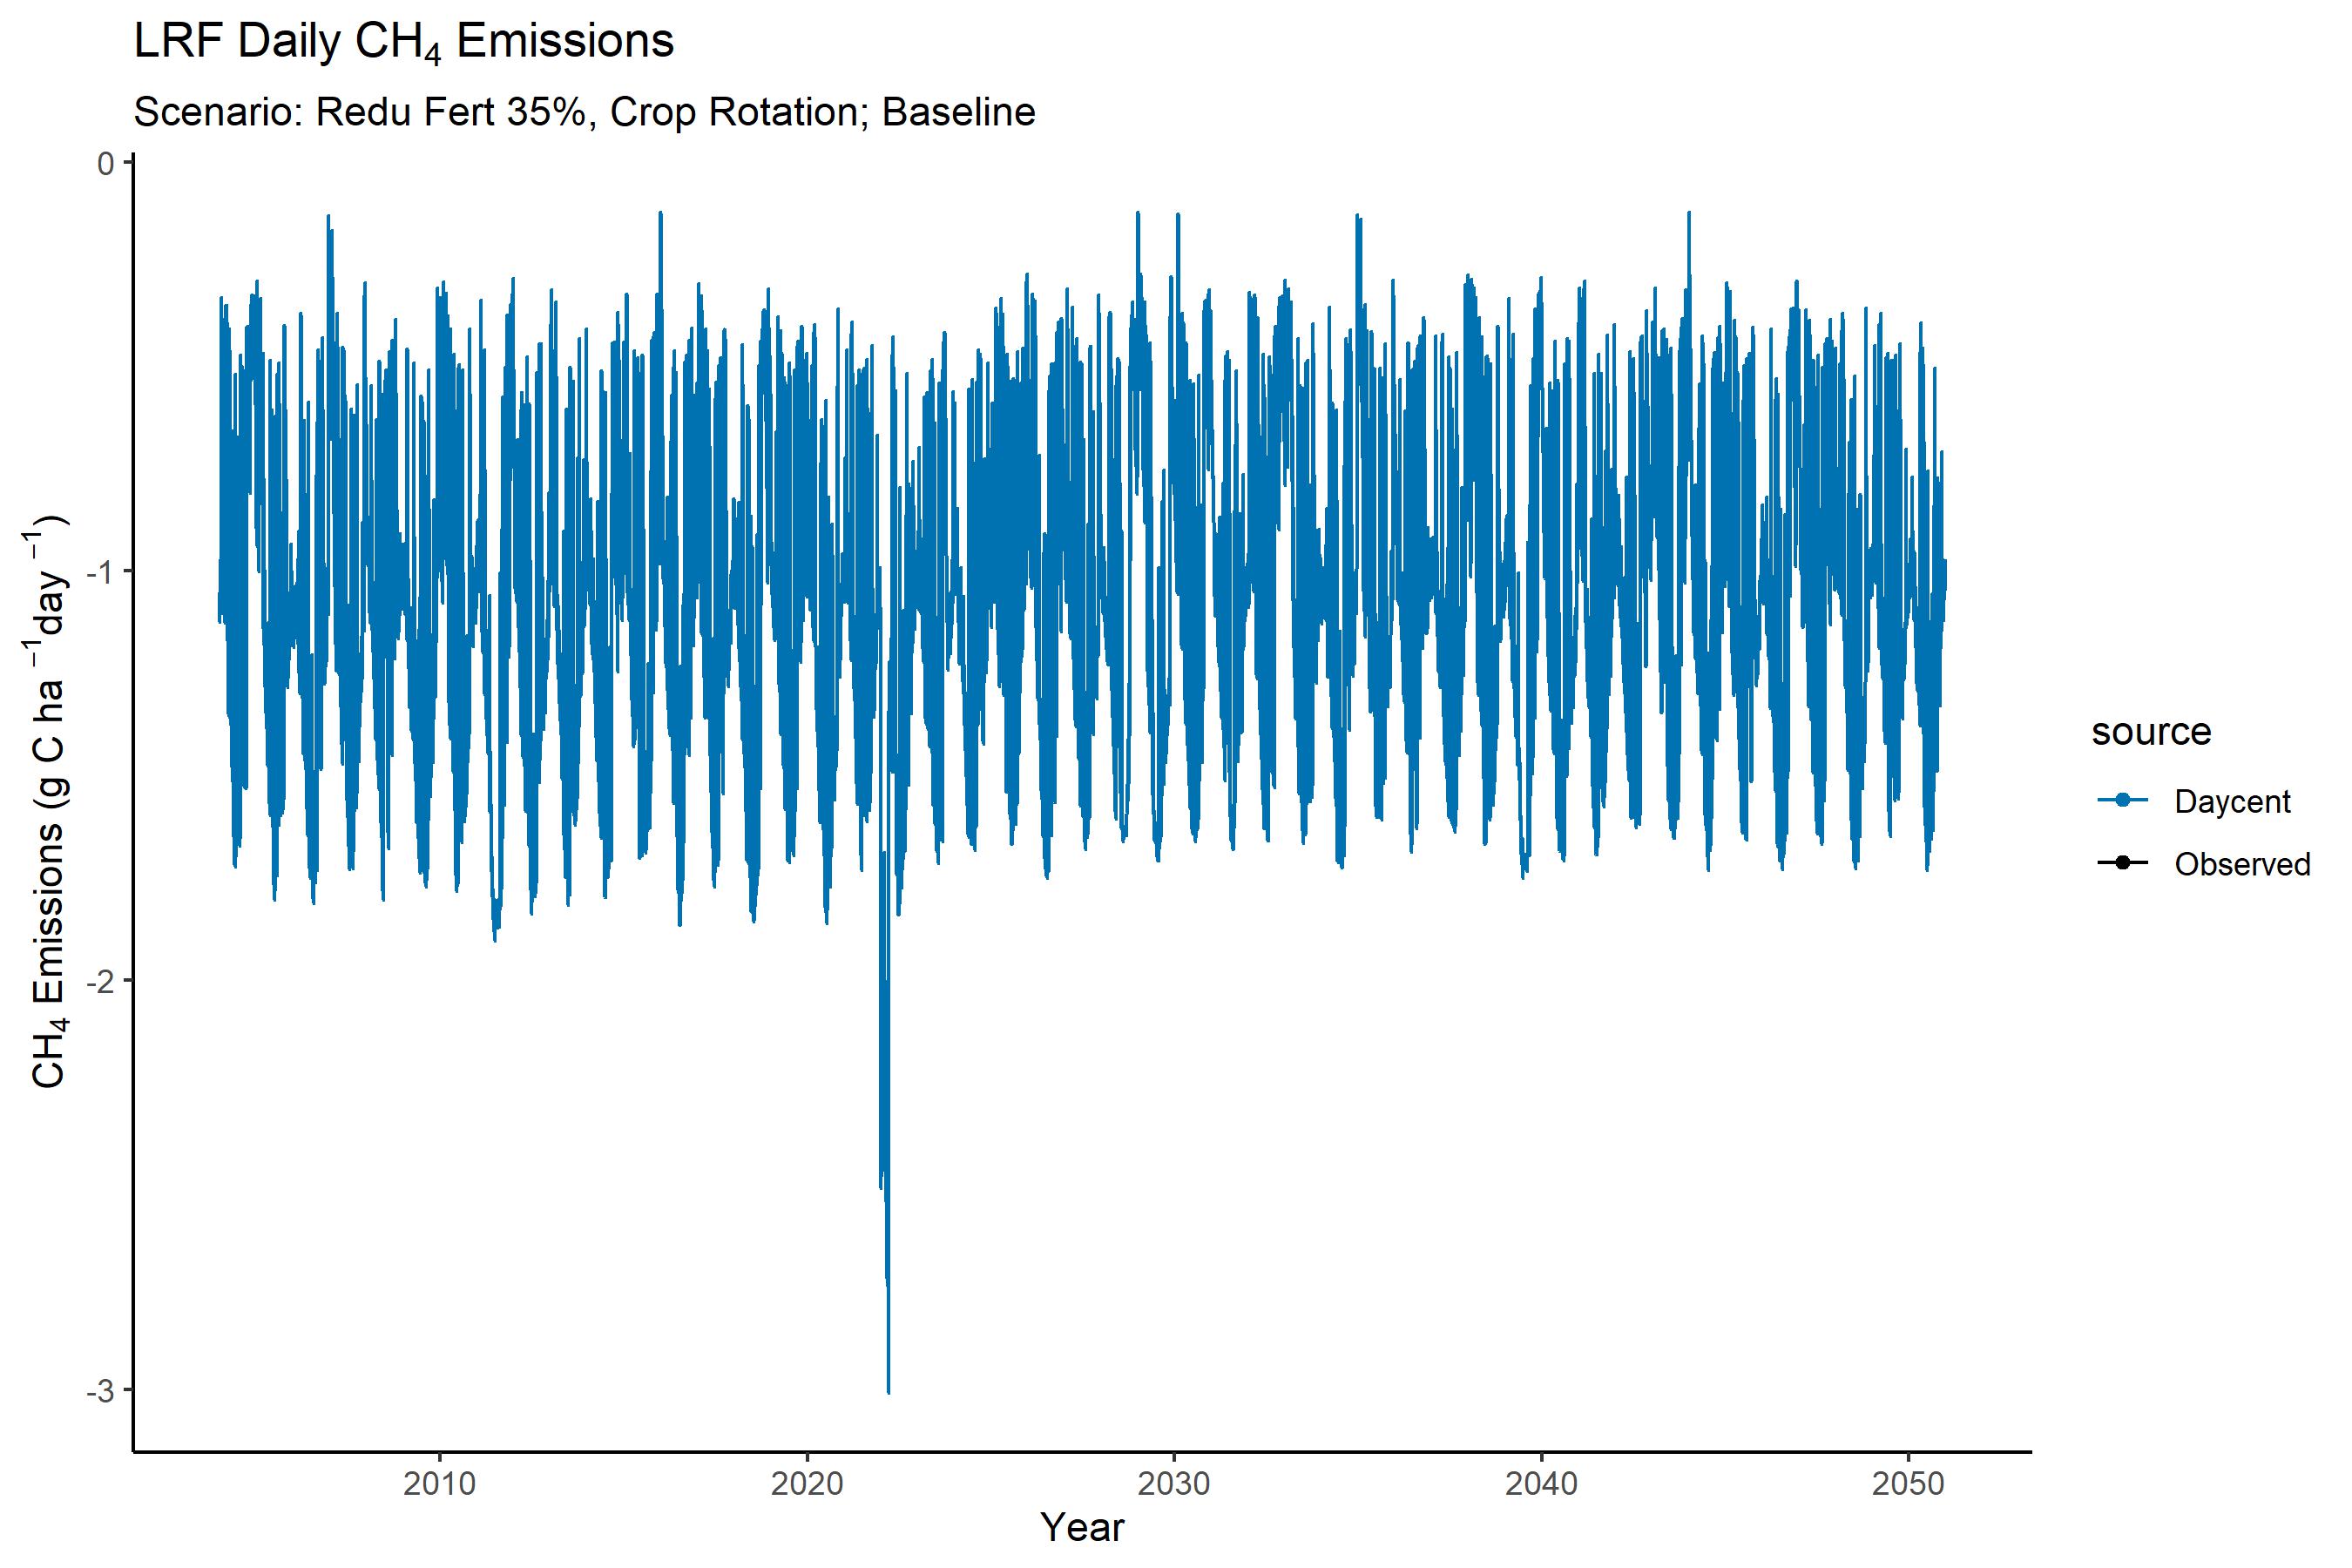 LRF Daily CH₄ Emissions
Scenario: Redu Fert 35%, Crop Rotation; Baseline
CH₄ Emissions (g C ha ⁻¹day ⁻¹)
0
-1
-2
-3
2010
2020
2030
2040
2050
Year
source
Daycent
Observed